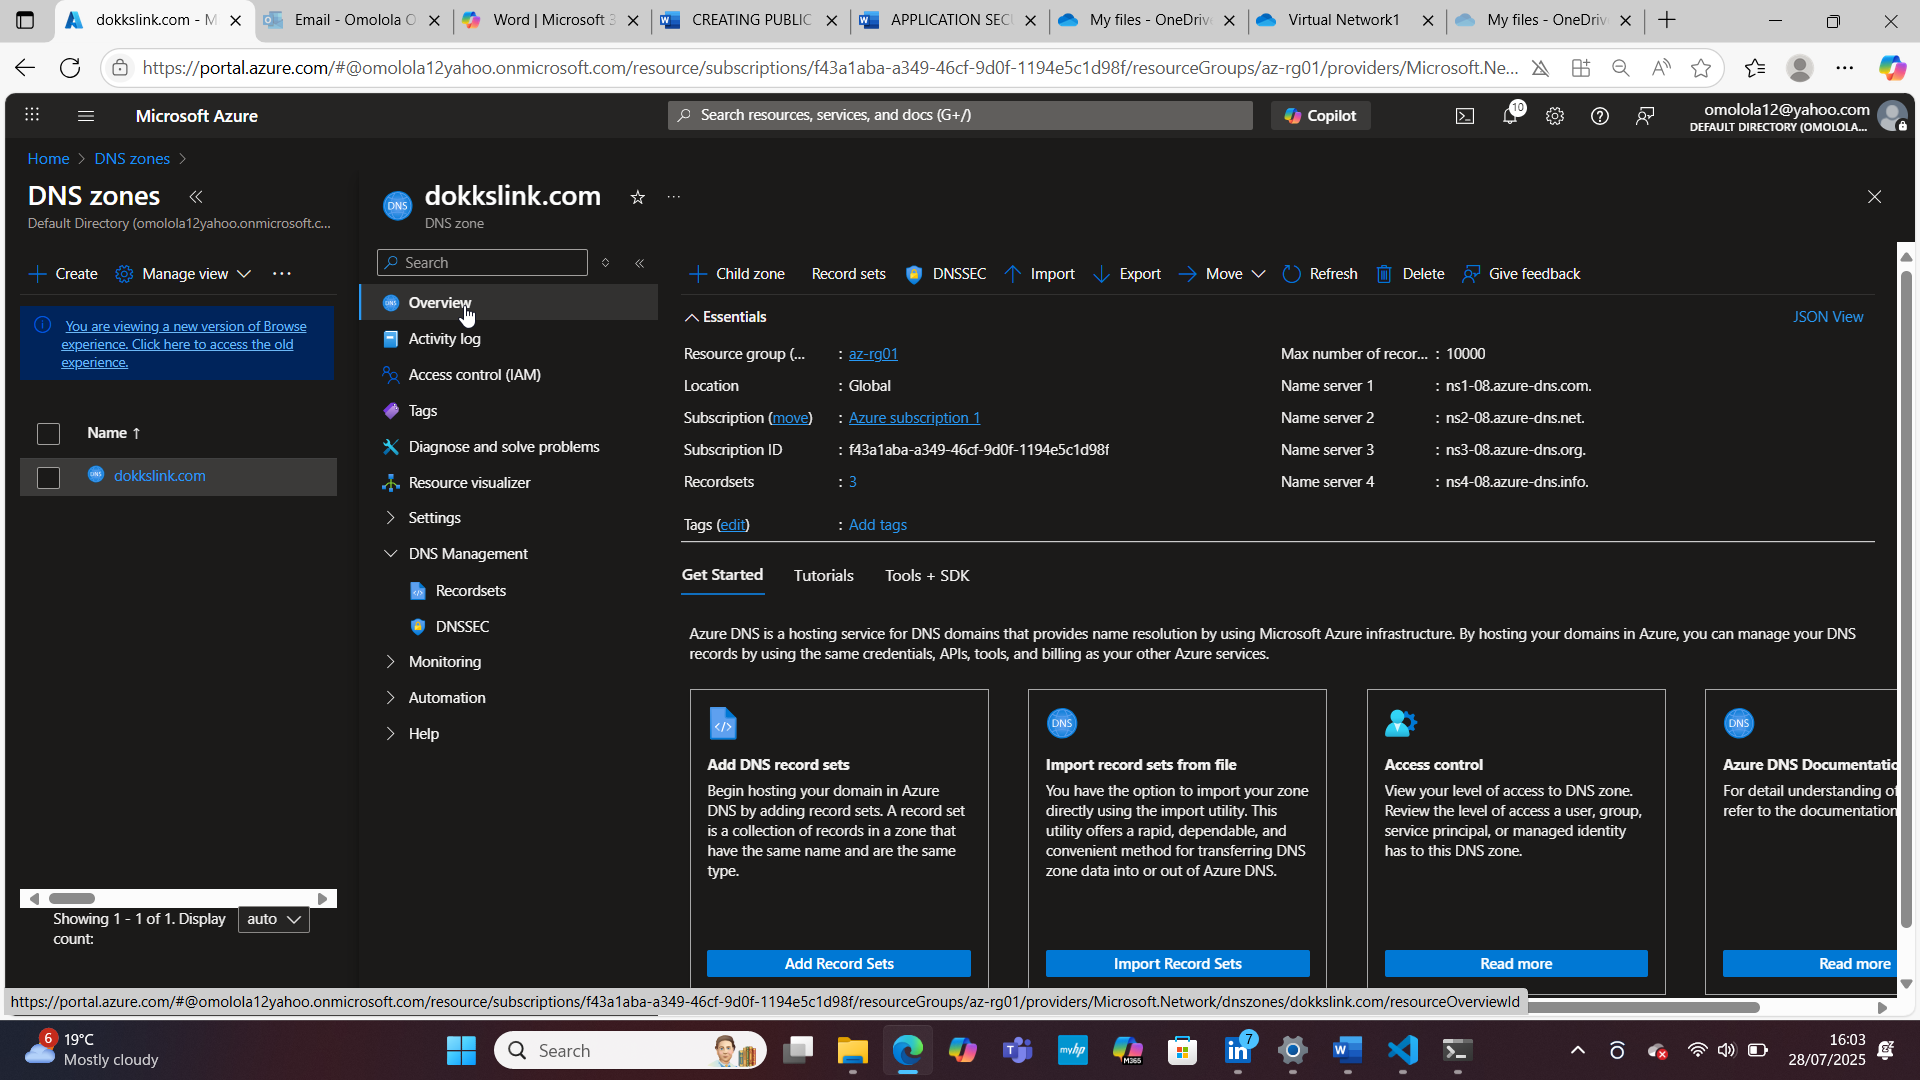 dokkslink.com - M
Email - Omolola O
Word | Microsoft 3
CREATING PUBLIC
APPLICATION SECU
My files - OneDrive
Virtual Network1
My files - OneDrive
https://portal.azure.com/#@omolola12yahoo.onmicrosoft.com/resource/subscriptions/f43a1aba-a349-46cf-9d0f-1194e5c1d98f/resourceGroups/az-rg01/providers/Microsoft.Ne...
Microsoft Azure
Search resources, services, and docs (G+/)
Copilot
10
omolola12@yahoo.com
DEFAULT DIRECTORY (OMOLOLA...
Home > DNS zones >
DNS zones
Default Directory (omolola12yahoo.onmicrosoft.c...
dokkslink.com
DNS zone
Create
Manage view
You are viewing a new version of Browse
experience. Click here to access the old
experience.
Name ↑
dokkslink.com
Showing 1 - 1 of 1. Display
count:
auto
Search
Overview
Activity log
Access control (IAM)
Tags
Diagnose and solve problems
Resource visualizer
Settings
DNS Management
Recordsets
DNSSEC
Monitoring
Automation
Help
Child zone
Record sets
DNSSEC
Import
Export
Move
Refresh
Delete
Give feedback
Essentials
JSON View
Resource group (... : az-rg01
Location : Global
Subscription (move) : Azure subscription 1
Subscription ID : f43a1aba-a349-46cf-9d0f-1194e5c1d98f
Recordsets : 3
Max number of recor... : 10000
Name server 1 : ns1-08.azure-dns.com.
Name server 2 : ns2-08.azure-dns.net.
Name server 3 : ns3-08.azure-dns.org.
Name server 4 : ns4-08.azure-dns.info.
Tags (edit) : Add tags
Get Started
Tutorials
Tools + SDK
Azure DNS is a hosting service for DNS domains that provides name resolution by using Microsoft Azure infrastructure. By hosting your domains in Azure, you can manage your DNS
records by using the same credentials, APIs, tools, and billing as your other Azure services.
Add DNS record sets
Begin hosting your domain in Azure
DNS by adding record sets. A record set
is a collection of records in a zone that
have the same name and are the same
type.
Add Record Sets
DNS
Import record sets from file
You have the option to import your zone
directly using the import utility. This
utility offers a rapid, dependable, and
convenient method for transferring DNS
zone data into or out of Azure DNS.
Import Record Sets
Access control
View your level of access to DNS zone.
Review the level of access a user, group,
service principal, or managed identity
has to this DNS zone.
Read more
DNS
Azure DNS Documentatio
For detail understanding of
refer to the documentation
Read more
https://portal.azure.com/#@omolola12yahoo.onmicrosoft.com/resource/subscriptions/f43a1aba-a349-46cf-9d0f-1194e5c1d98f/resourceGroups/az-rg01/providers/Microsoft.Network/dnszones/dokkslink.com/resourceOverviewId
6
19°C
Mostly cloudy
Search
myhp
M365
7
16:03
28/07/2025